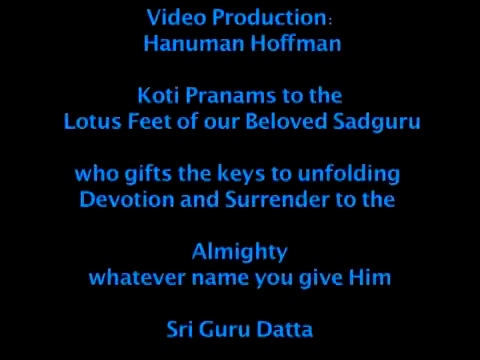 Video Production:
Hanuman Hoffman
Koti Pranams to the
Lotus Feet of our Beloved Sadguru
who gifts the keys to unfolding
Devotion and Surrender to the
Almighty
whatever name you give Him
Sri Guru Datta